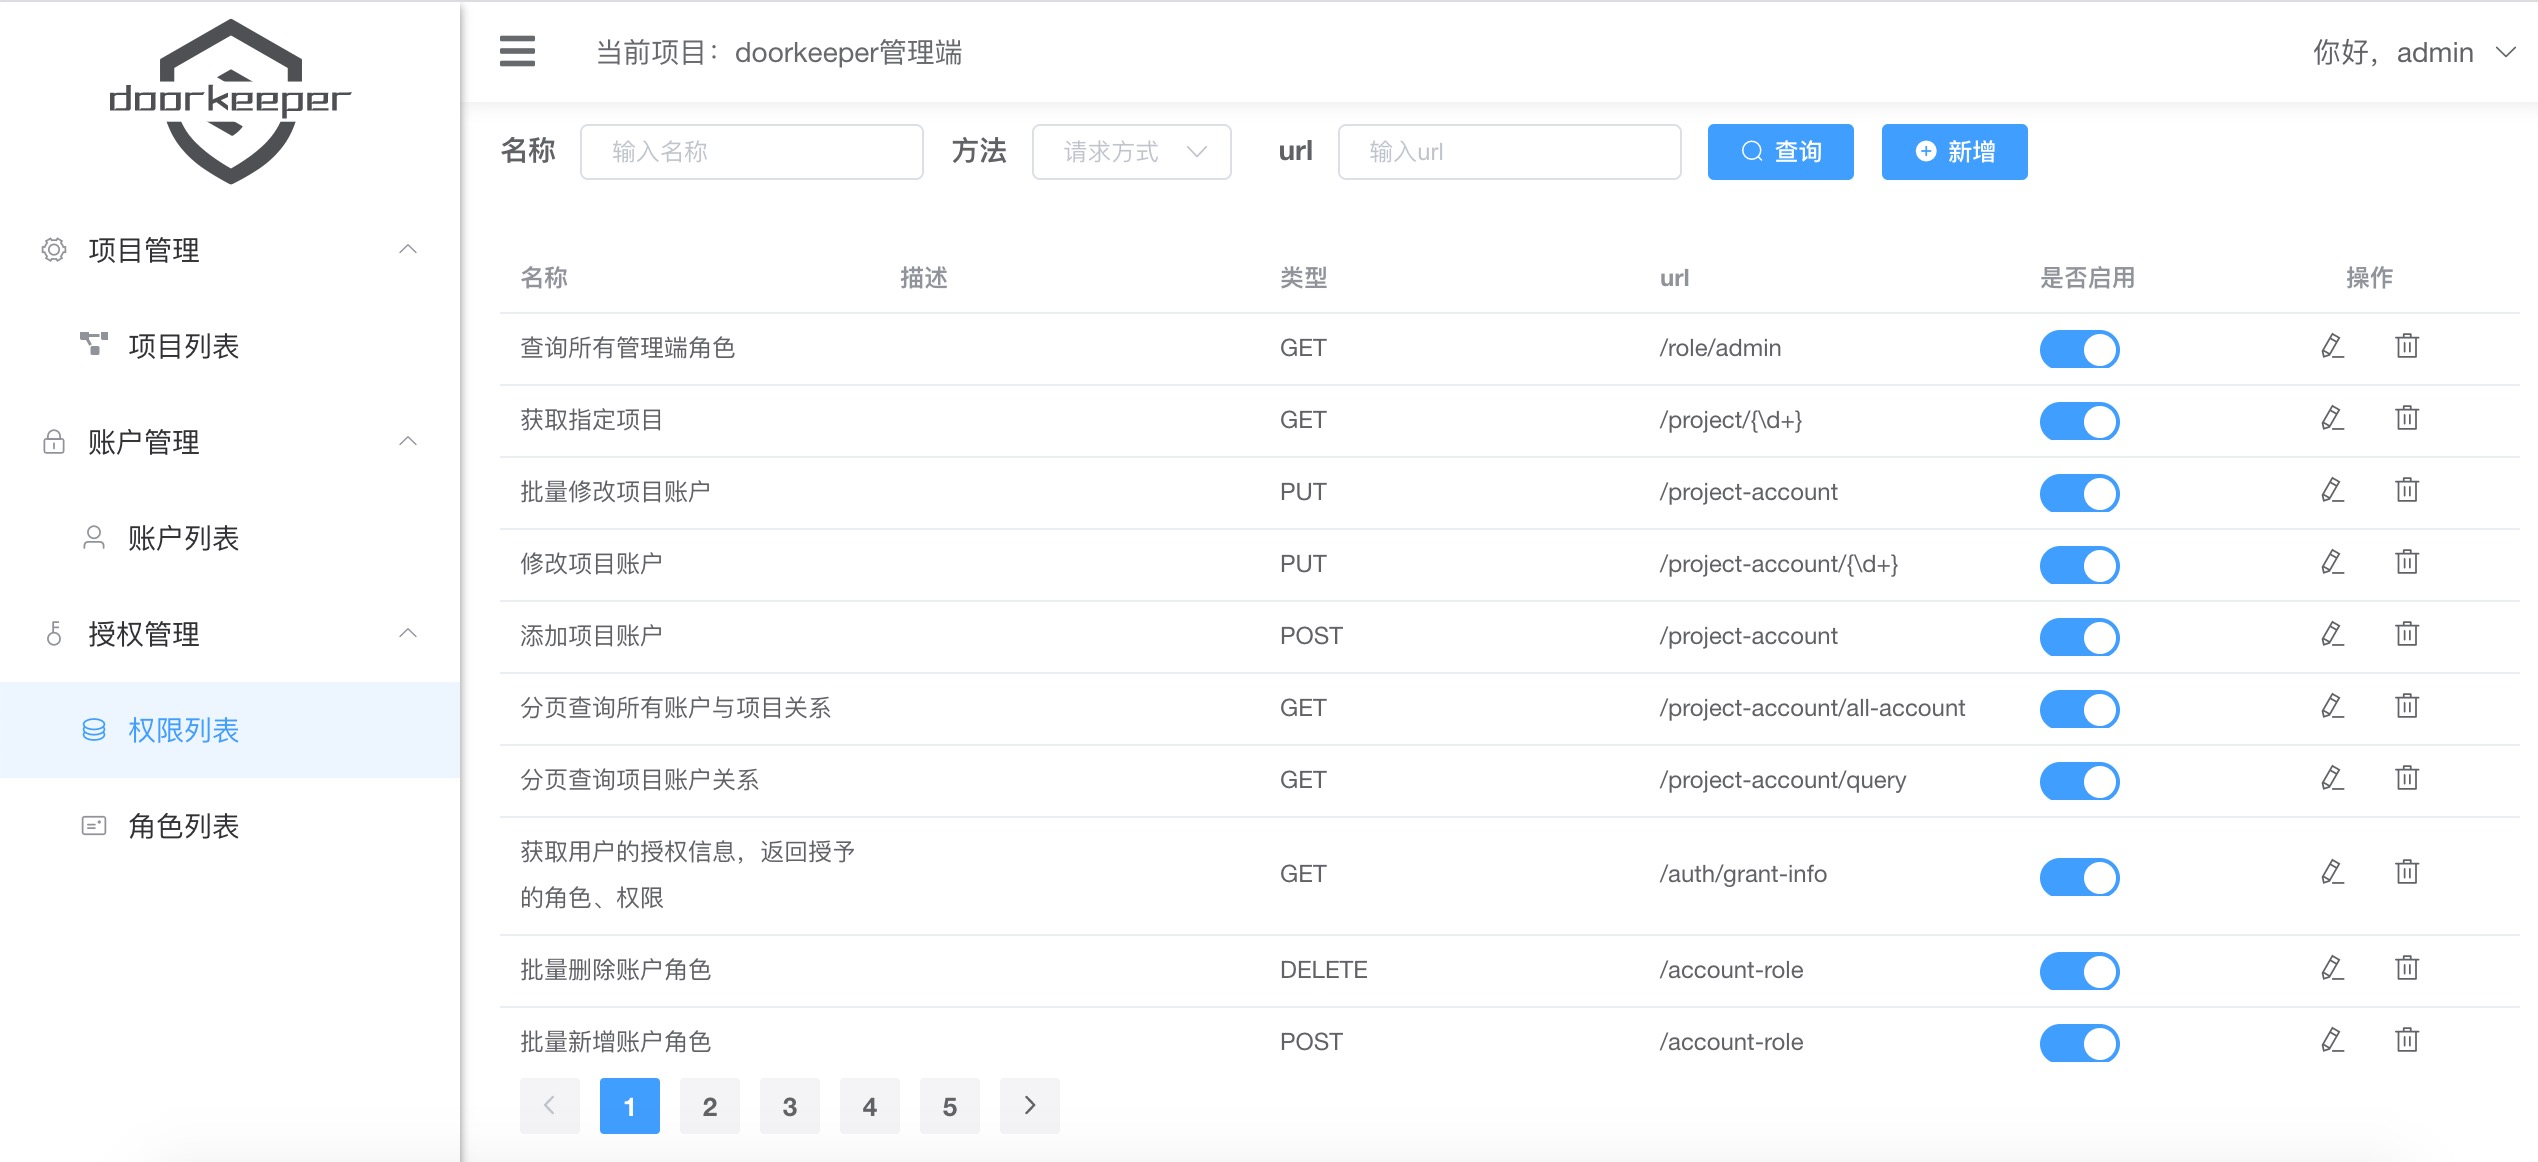 doorkeeper
当前项目：doorkeeper管理端
你好，admin
项目管理
项目列表
账户管理
账户列表
授权管理
权限列表
角色列表
名称 输入名称 方法 请求方式 url 输入url 查询 新增
名称 描述 类型 url 是否启用 操作
查询所有管理端角色 GET /role/admin
获取指定项目 GET /project/{\d+}
批量修改项目账户 PUT /project-account
修改项目账户 PUT /project-account/{\d+}
添加项目账户 POST /project-account
分页查询所有账户与项目关系 GET /project-account/all-account
分页查询项目账户关系 GET /project-account/query
获取用户的授权信息，返回授予
的角色、权限 GET /auth/grant-info
批量删除账户角色 DELETE /account-role
批量新增账户角色 POST /account-role
1 2 3 4 5